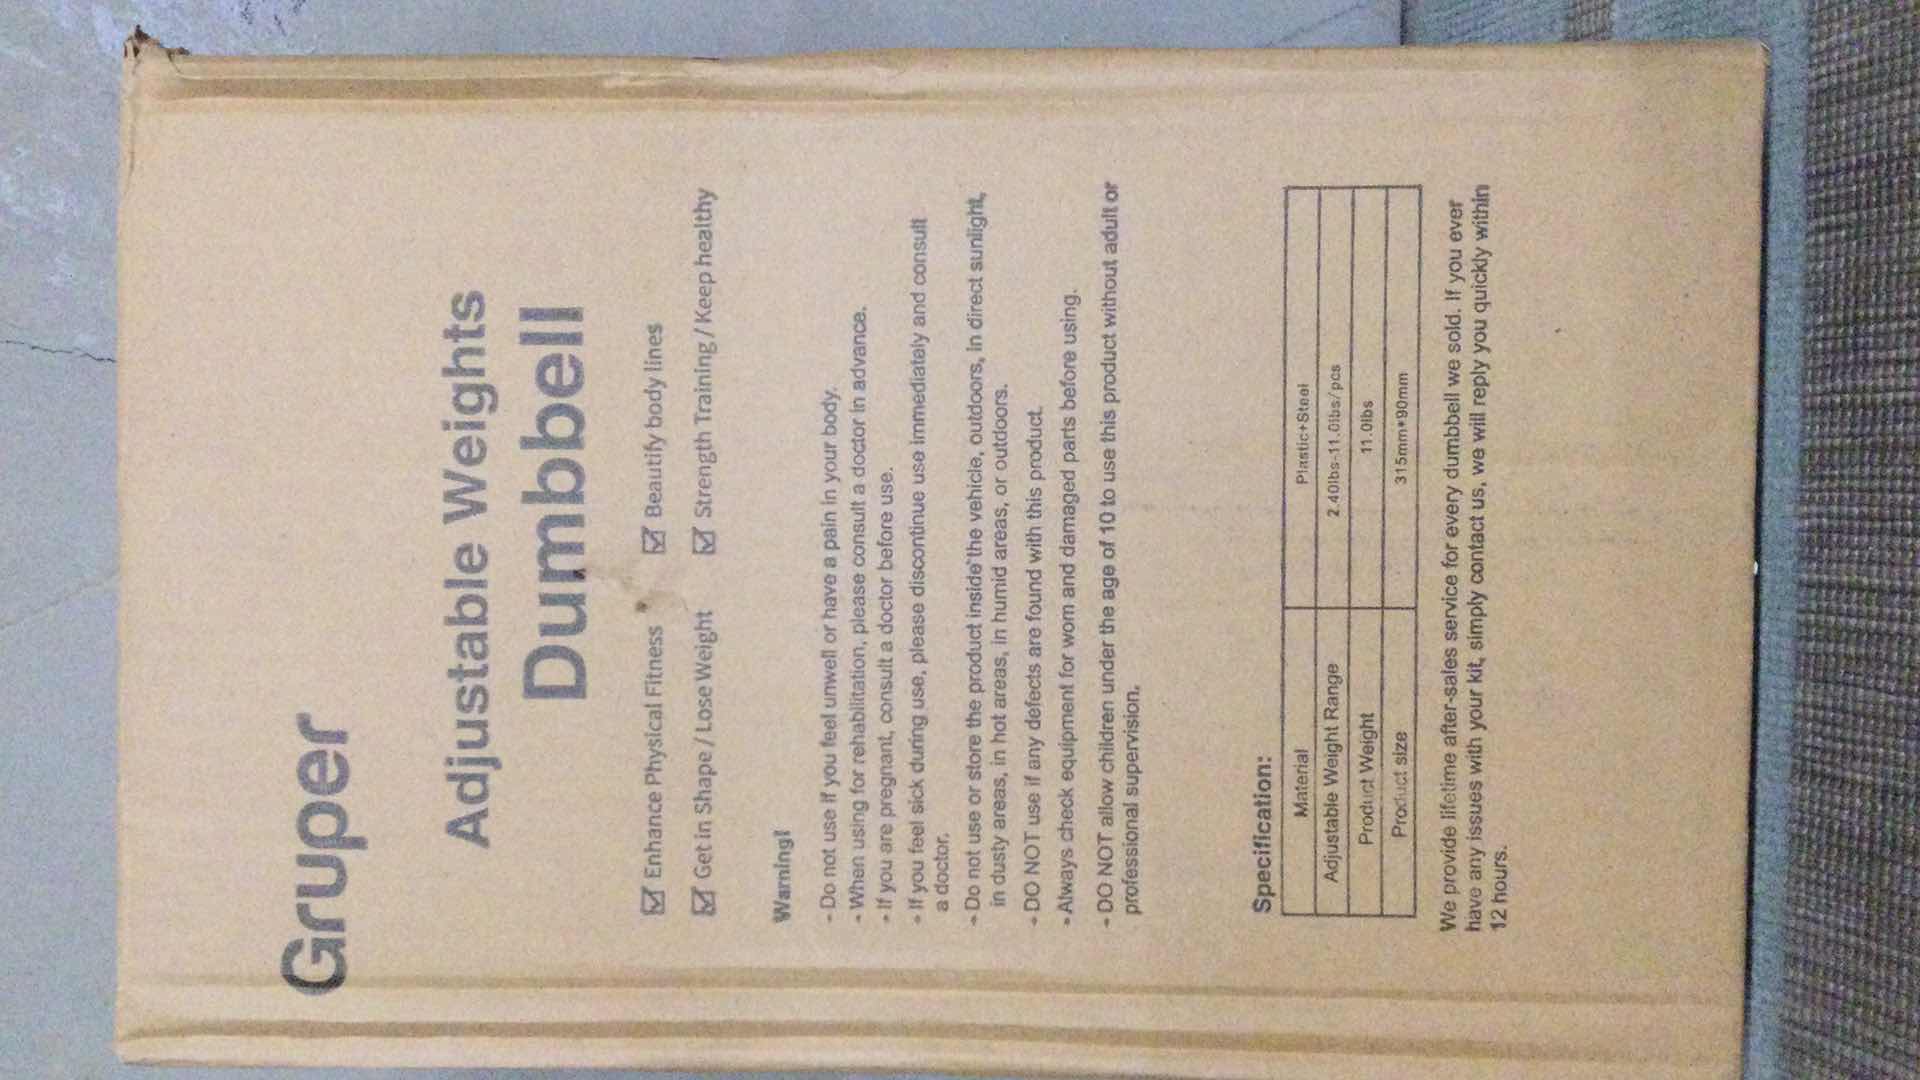 Gruper
Adjustable Weights
Dumbbell
☑ Enhance Physical Fitness ☑ Beautify body lines
☑ Get in Shape / Lose Weight ☑ Strength Training / Keep healthy
Warning!
- Do not use if you feel unwell or have a pain in your body.
- When using for rehabilitation, please consult a doctor in advance.
- If you are pregnant, consult a doctor before use.
- If you feel sick during use, please discontinue use immediately and consult
a doctor.
- Do not use or store the product inside the vehicle, outdoors, in direct sunlight,
in dusty areas, in hot areas, in humid areas, or outdoors.
- DO NOT use if any defects are found with this product.
- Always check equipment for worn and damaged parts before using.
- DO NOT allow children under the age of 10 to use this product without adult or
professional supervision.
Specification:
Material Plastic+Steel
Adjustable Weight Range 2.40lbs-11.0lbs/pcs
Product Weight 11.0lbs
Product size 315mm*90mm
We provide lifetime after-sales service for every dumbbell we sold. If you ever
have any issues with your kit, simply contact us, we will reply you quickly within
12 hours.